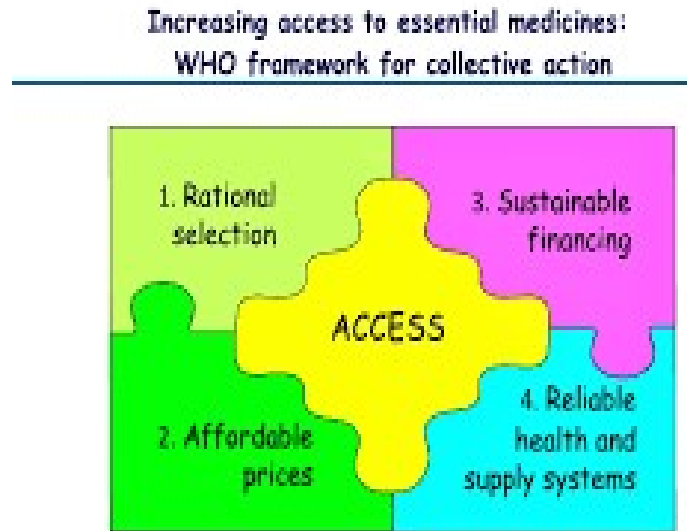 Increasing access to essential medicines:
WHO framework for collective action
1. Rational
selection
3. Sustainable
financing
ACCESS
2. Affordable
prices
4. Reliable
health and
supply systems